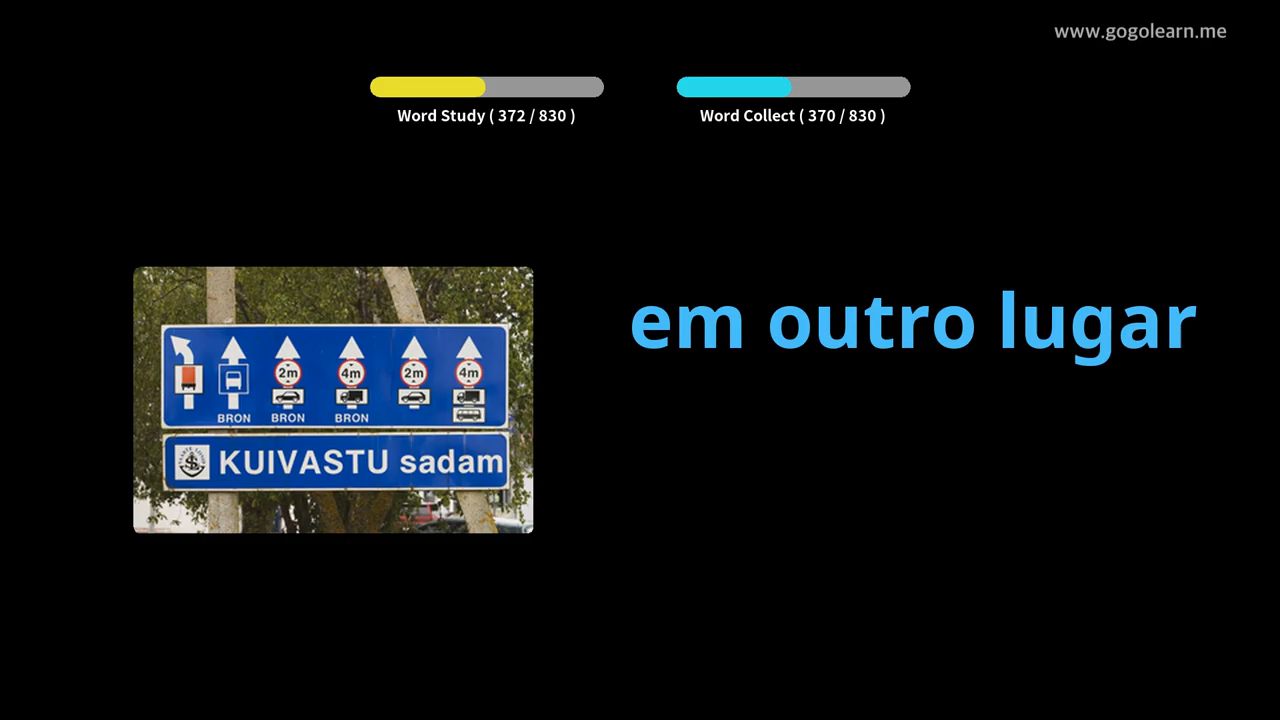 www.gogolearn.me
Word Study ( 372 / 830 )
Word Collect ( 370 / 830 )
em outro lugar
2m 4m 2m 4m
BRON BRON BRON
KUIVASTU sadam